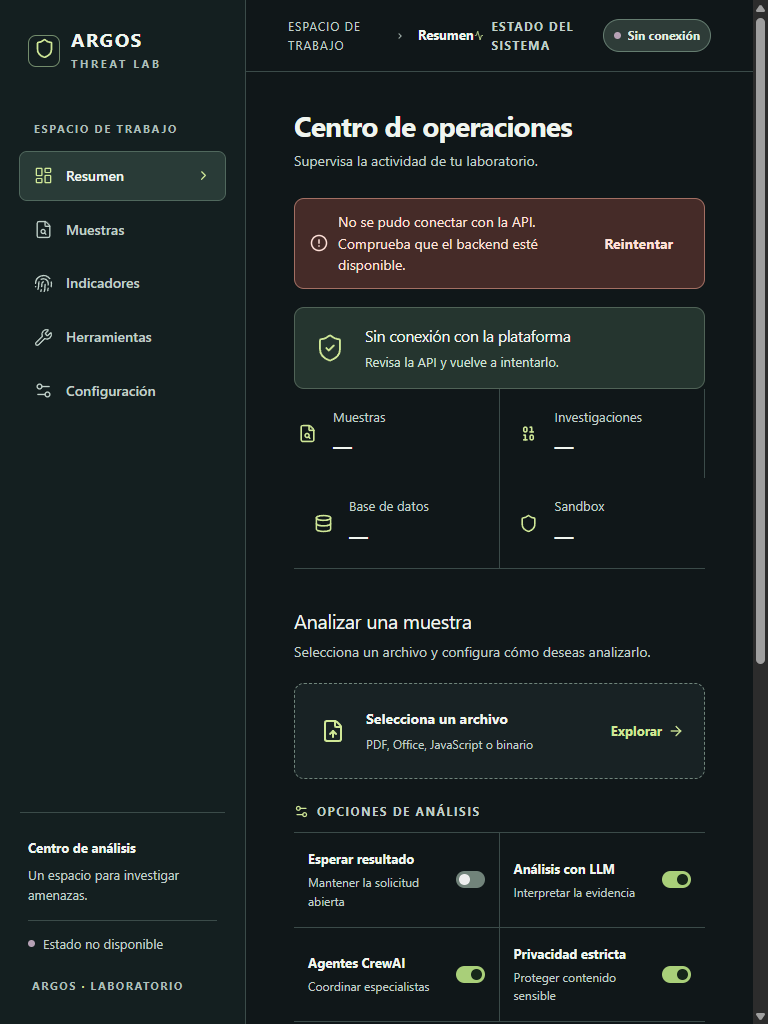 ARGOS
THREAT LAB
ESPACIO DE TRABAJO
Resumen
Muestras
Indicadores
Herramientas
Configuración
Centro de análisis
Un espacio para investigar
amenazas.
Estado no disponible
ARGOS · LABORATORIO
ESPACIO DE
TRABAJO
Resumen
ESTADO DEL
SISTEMA
Sin conexión
Centro de operaciones
Supervisa la actividad de tu laboratorio.
No se pudo conectar con la API.
Comprueba que el backend esté
disponible.
Reintentar
Sin conexión con la plataforma
Revisa la API y vuelve a intentarlo.
Muestras
—
Investigaciones
—
Base de datos
—
Sandbox
—
Analizar una muestra
Selecciona un archivo y configura cómo deseas analizarlo.
Selecciona un archivo
PDF, Office, JavaScript o binario
Explorar
OPCIONES DE ANÁLISIS
Esperar resultado
Mantener la solicitud
abierta
Análisis con LLM
Interpretar la evidencia
Agentes CrewAI
Coordinar especialistas
Privacidad estricta
Proteger contenido
sensible